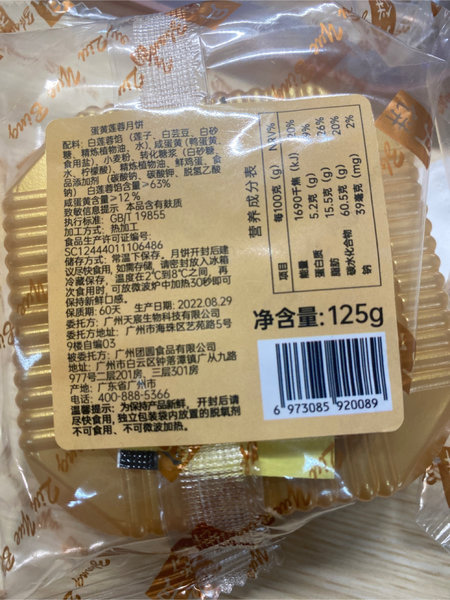 蛋黄莲蓉月饼
配料：白莲蓉馅（莲子、白芸豆、白砂
糖、精炼植物油、水）、咸蛋黄（鸭蛋黄、
食用盐）、小麦粉、转化糖浆（白砂糖、
水、柠檬酸）、精炼植物油、鲜鸡蛋、食
品添加剂（碳酸钠、碳酸钾、脱氢乙酸
钠） 白莲蓉馅含量≥63%
咸蛋黄含量≥12%
致敏信息提示：本品含有麸质
执行标准：GB/T 19855
加工方式：热加工
食品生产许可证编号：
SC12444011106486
储存方式：常温下保存，月饼开封后建
议尽快食用，如需存储，请密封放入冰箱
冷藏保存，温度在2℃到8℃之间，再
次食用时，可放微波炉中加热30秒即可
保持新鲜口感。
保质期：60天 生产日期：2022.08.29
委托方：广州天宸生物科技有限公司
地址：广州市海珠区艺苑路5号
9楼自编03
被委托方：广州团圆食品有限公司
地址：广州市白云区钟落潭镇广从九路
977号二层201房、三层301房
产地：广东省广州市
电话：400-888-5366
温馨提示：为保持产品新鲜，开封后请
尽快食用，独立包装袋内放置的脱氧剂
不可食用、不可微波加热。
营养成分表
项目 每100克 (g) NRV%
能量 1690千焦 (kJ) 20%
蛋白质 5.2克 (g) 9%
脂肪 15.5克 (g) 26%
碳水化合物 60.5克 (g) 20%
钠 39毫克 (mg) 2%
净含量:125g
6 973085 920089
Qiu Yue Bing